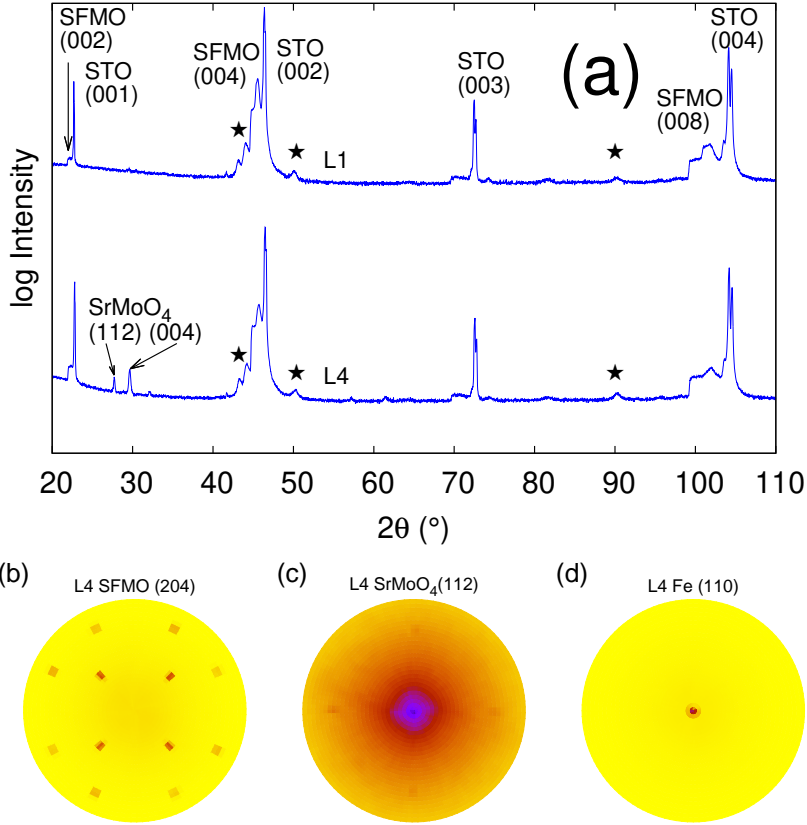 SFMO
(002)
STO
(001)
SFMO
(004)
STO
(002)
STO
(003)
(a)
STO
(004)
SFMO
(008)
★
★
L1
★
SrMoO₄
(112) (004)
★
★
L4
★
log Intensity
20 30 40 50 60 70 80 90 100 110
2θ (°)
(b)
L4 SFMO (204)
(c)
L4 SrMoO₄(112)
(d)
L4 Fe (110)